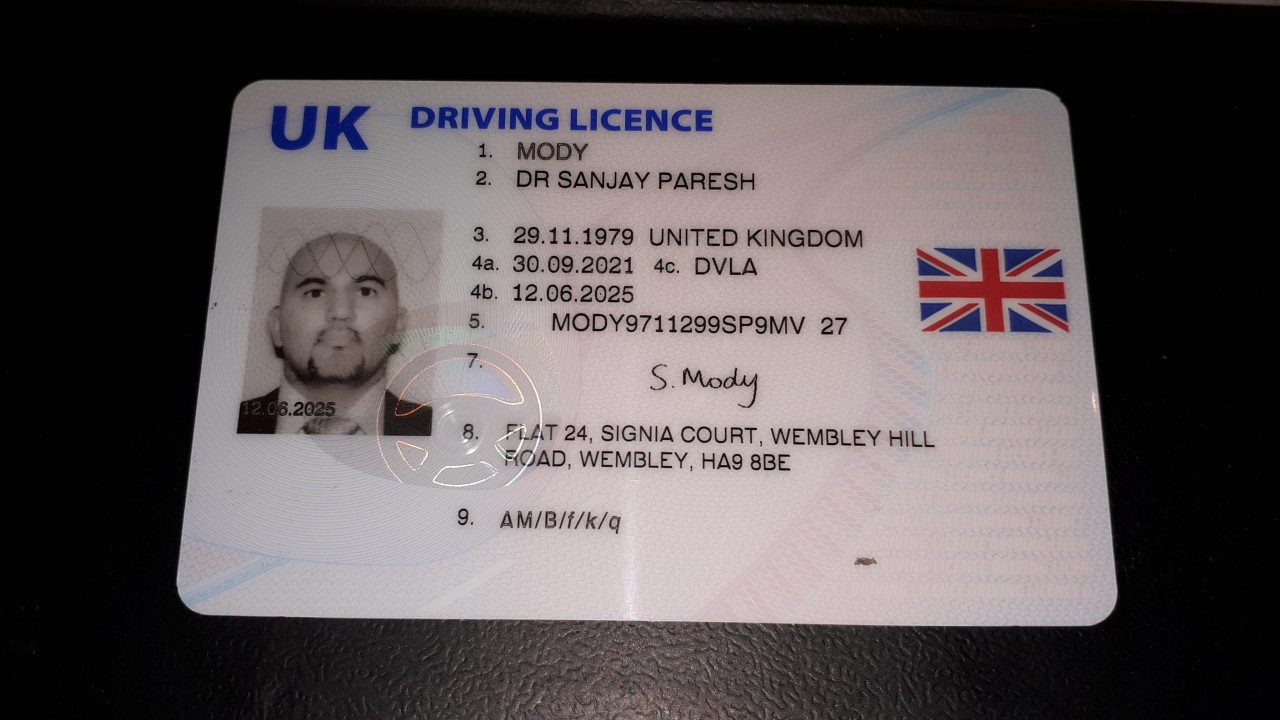 UK DRIVING LICENCE
1. MODY
2. DR SANJAY PARESH
3. 29.11.1979 UNITED KINGDOM
4a. 30.09.2021 4c. DVLA
4b. 12.06.2025
5. MODY9711299SP9MV 27
7. S. Mody
12.06.2025
8. FLAT 24, SIGNIA COURT, WEMBLEY HILL
ROAD, WEMBLEY, HA9 8BE
9. AM/B/f/k/q